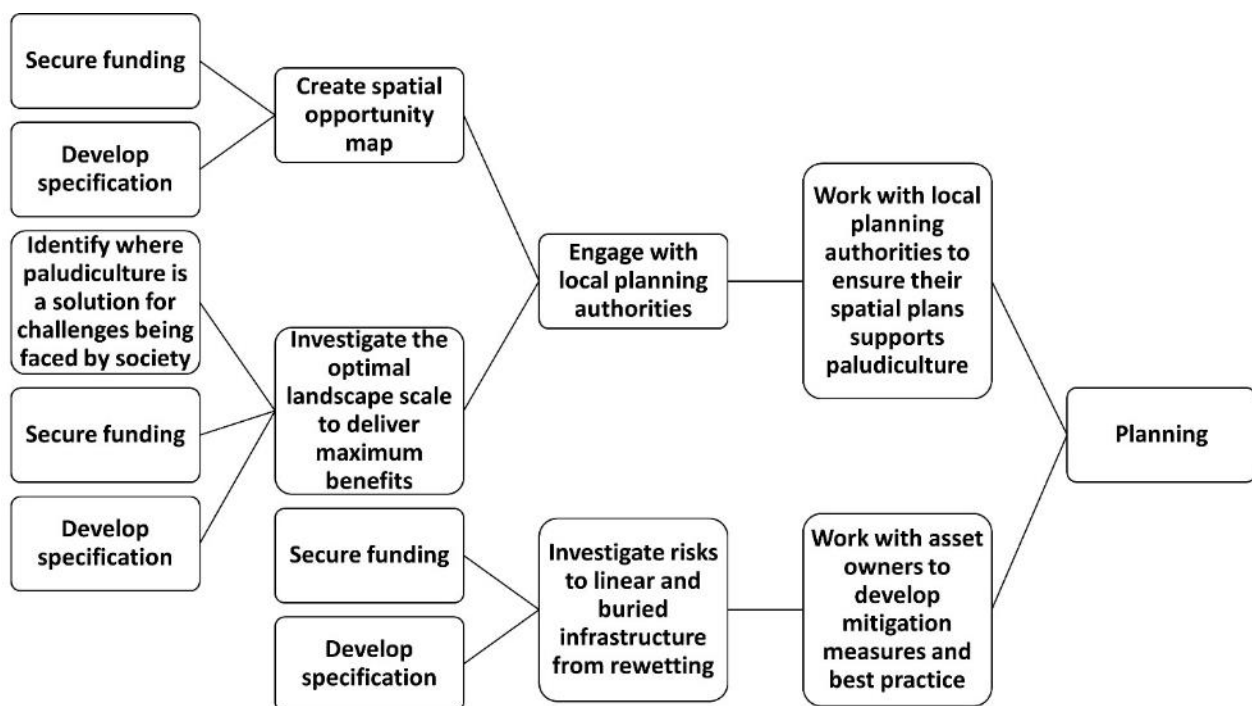 Secure funding
Develop
specification
Identify where
paludiculture is
a solution for
challenges being
faced by society
Secure funding
Develop
specification
Create spatial
opportunity
map
Investigate the
optimal
landscape scale
to deliver
maximum
benefits
Secure funding
Develop
specification
Engage with
local planning
authorities
Investigate risks
to linear and
buried
infrastructure
from rewetting
Work with local
planning
authorities to
ensure their
spatial plans
supports
paludiculture
Work with asset
owners to
develop
mitigation
measures and
best practice
Planning